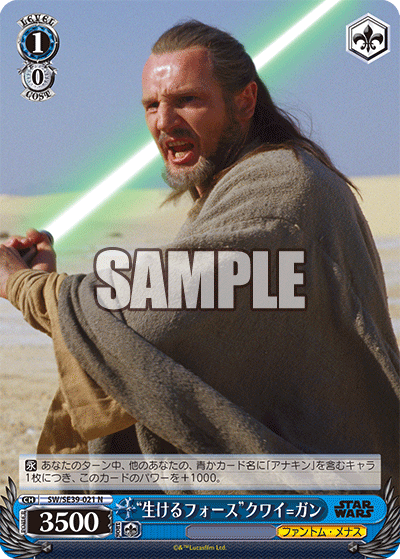 LEVEL
1
0
COST
SAMPLE
永 あなたのターン中、他のあなたの、青かカード名に「アナキン」を含むキャラ
1枚につき、このカードのパワーを+1000。
CH SW/SE39-021 N
3500
“生けるフォース”クワイ=ガン
STAR
WARS
ファントム・メナス
©&™Lucasfilm Ltd.